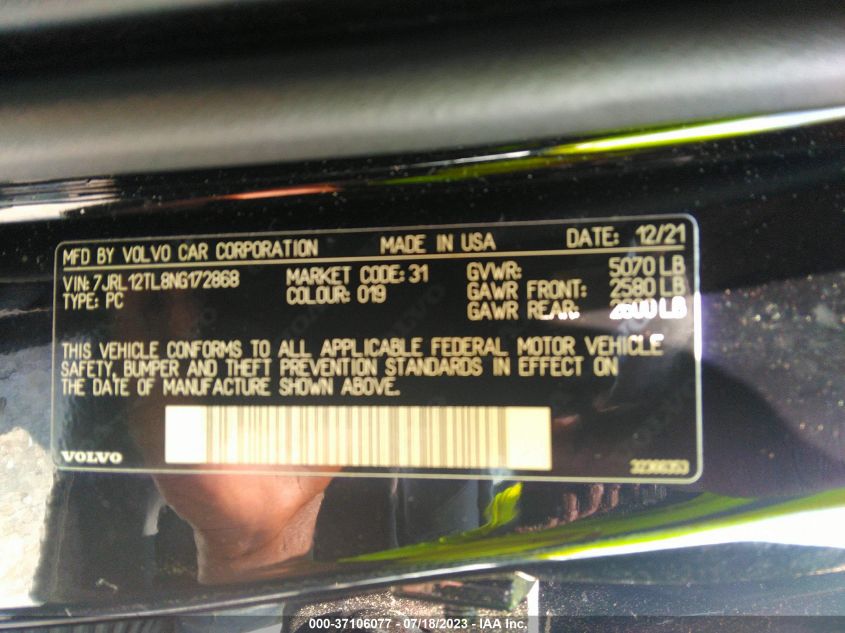 MFD BY VOLVO CAR CORPORATION MADE IN USA DATE: 12/21
VIN: 7JRL12TL8NG172868 MARKET CODE: 31 GVWR: 5070 LB
TYPE: PC COLOUR: 019 GAWR FRONT: 2580 LB
GAWR REAR: 2600 LB
THIS VEHICLE CONFORMS TO ALL APPLICABLE FEDERAL MOTOR VEHICLE
SAFETY, BUMPER AND THEFT PREVENTION STANDARDS IN EFFECT ON
THE DATE OF MANUFACTURE SHOWN ABOVE.
VOLVO 32366353
000-37106077 - 07/18/2023 - IAA Inc.